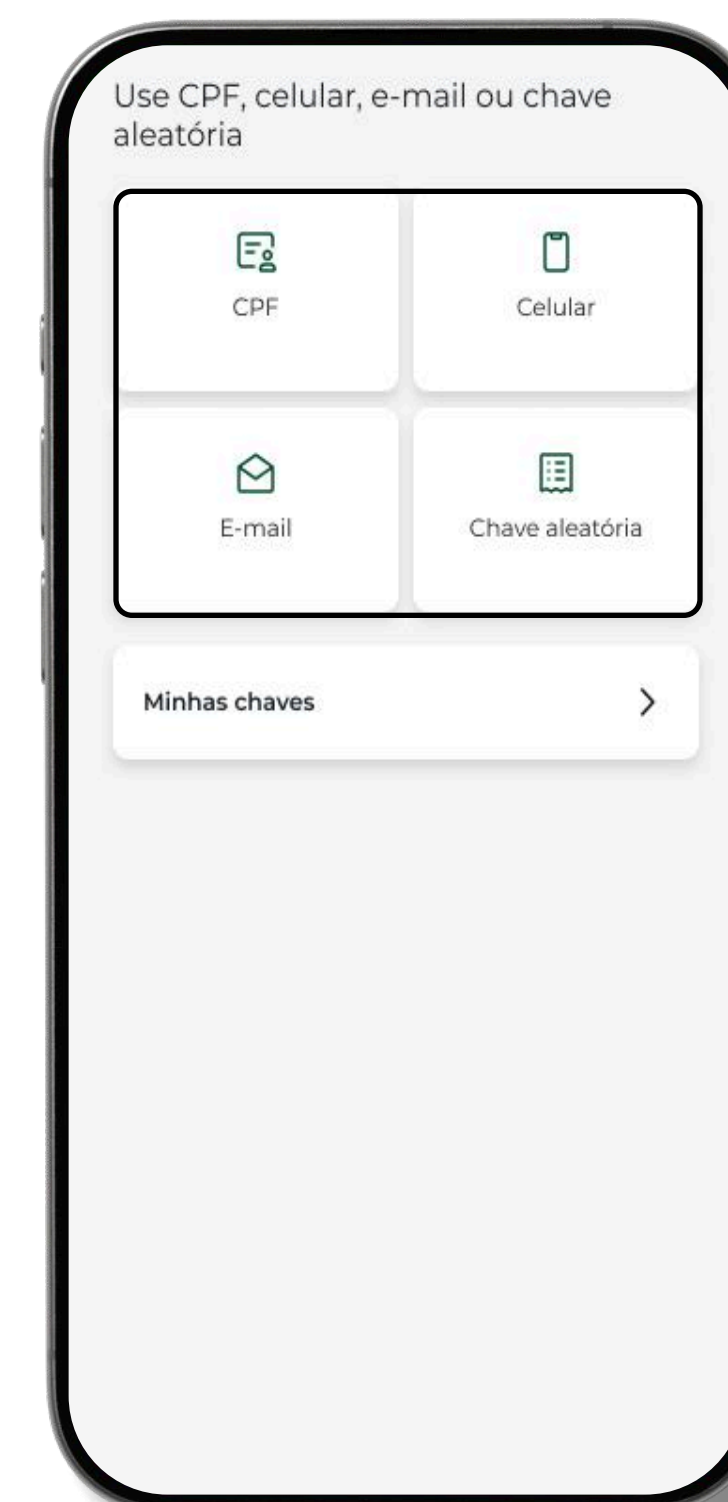 Use CPF, celular, e-mail ou chave
aleatória
CPF
Celular
E-mail
Chave aleatória
Minhas chaves